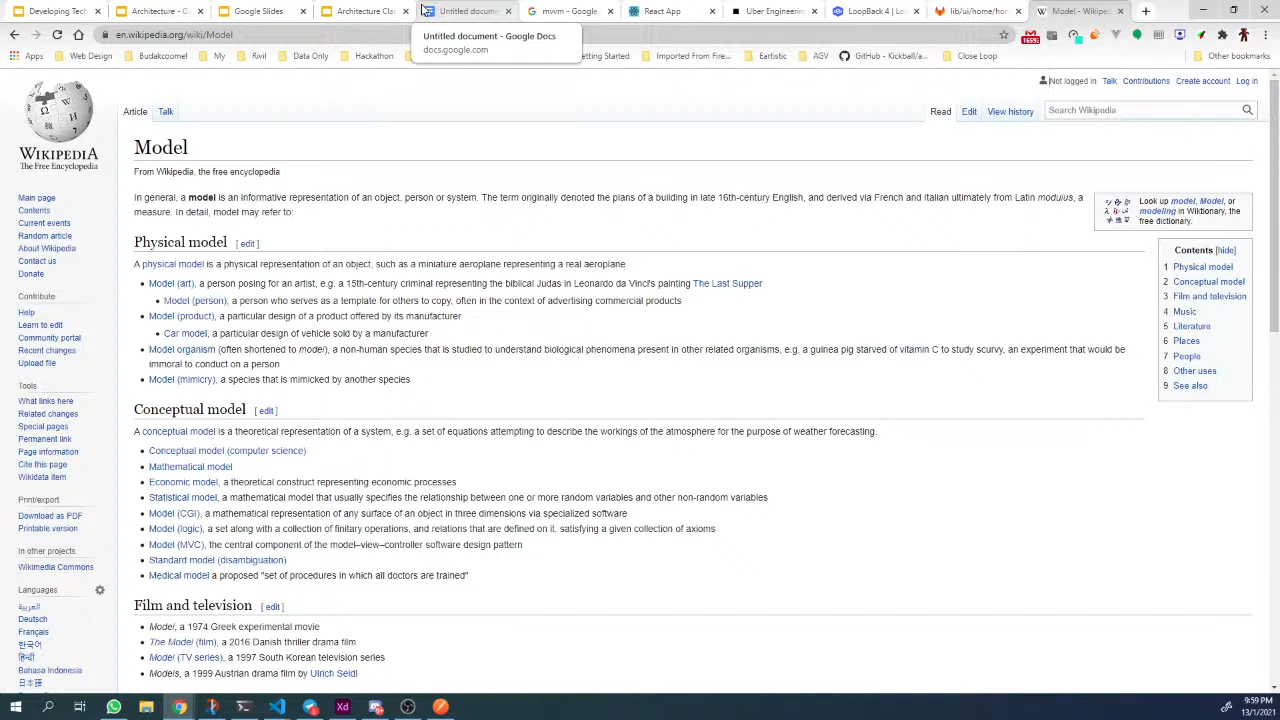 Developing Tech
Architecture - G
Google Slides
Architecture Cla
Untitled docume
mvvm - Google
React App
Uber Engineerin
LoopBack 4 | Lo
lib/ui/home/hom
Model - Wikipedi
en.wikipedia.org/wiki/Model
Untitled document - Google Docs
docs.google.com
Apps
Web Design
Budakcoomel
My
Rivil
Data Only
Hackathon
etting Started
Imported From Fire...
Eartistic
AGV
GitHub - Kickball/a...
Close Loop
Other bookmarks
Not logged in Talk Contributions Create account Log in
Article Talk
Read Edit View history
Search Wikipedia
WIKIPEDIA
The Free Encyclopedia
Main page
Contents
Current events
Random article
About Wikipedia
Contact us
Donate
Contribute
Help
Learn to edit
Community portal
Recent changes
Upload file
Tools
What links here
Related changes
Special pages
Permanent link
Page information
Cite this page
Wikidata item
Print/export
Download as PDF
Printable version
In other projects
Wikimedia Commons
Languages
العربية
Deutsch
Français
한국어
हिन्दी
Bahasa Indonesia
日本語
Model
From Wikipedia, the free encyclopedia
In general, a model is an informative representation of an object, person or system. The term originally denoted the plans of a building in late 16th-century English, and derived via French and Italian ultimately from Latin modulus, a
measure. In detail, model may refer to:
Look up model, Model, or
modeling in Wiktionary, the
free dictionary.
Contents [hide]
1 Physical model
2 Conceptual model
3 Film and television
4 Music
5 Literature
6 Places
7 People
8 Other uses
9 See also
Physical model [ edit ]
A physical model is a physical representation of an object, such as a miniature aeroplane representing a real aeroplane
Model (art), a person posing for an artist, e.g. a 15th-century criminal representing the biblical Judas in Leonardo da Vinci's painting The Last Supper
Model (person), a person who serves as a template for others to copy, often in the context of advertising commercial products
Model (product), a particular design of a product offered by its manufacturer
Car model, a particular design of vehicle sold by a manufacturer
Model organism (often shortened to model), a non-human species that is studied to understand biological phenomena present in other related organisms, e.g. a guinea pig starved of vitamin C to study scurvy, an experiment that would be
immoral to conduct on a person
Model (mimicry), a species that is mimicked by another species
Conceptual model [ edit ]
A conceptual model is a theoretical representation of a system, e.g. a set of equations attempting to describe the workings of the atmosphere for the purpose of weather forecasting.
Conceptual model (computer science)
Mathematical model
Economic model, a theoretical construct representing economic processes
Statistical model, a mathematical model that usually specifies the relationship between one or more random variables and other non-random variables
Model (CGI), a mathematical representation of any surface of an object in three dimensions via specialized software
Model (logic), a set along with a collection of finitary operations, and relations that are defined on it, satisfying a given collection of axioms
Model (MVC), the central component of the model–view–controller software design pattern
Standard model (disambiguation)
Medical model a proposed "set of procedures in which all doctors are trained"
Film and television [ edit ]
Model, a 1974 Greek experimental movie
The Model (film), a 2016 Danish thriller drama film
Model (TV series), a 1997 South Korean television series
Models, a 1999 Austrian drama film by Ulrich Seidl
Xd
9:59 PM
13/1/2021